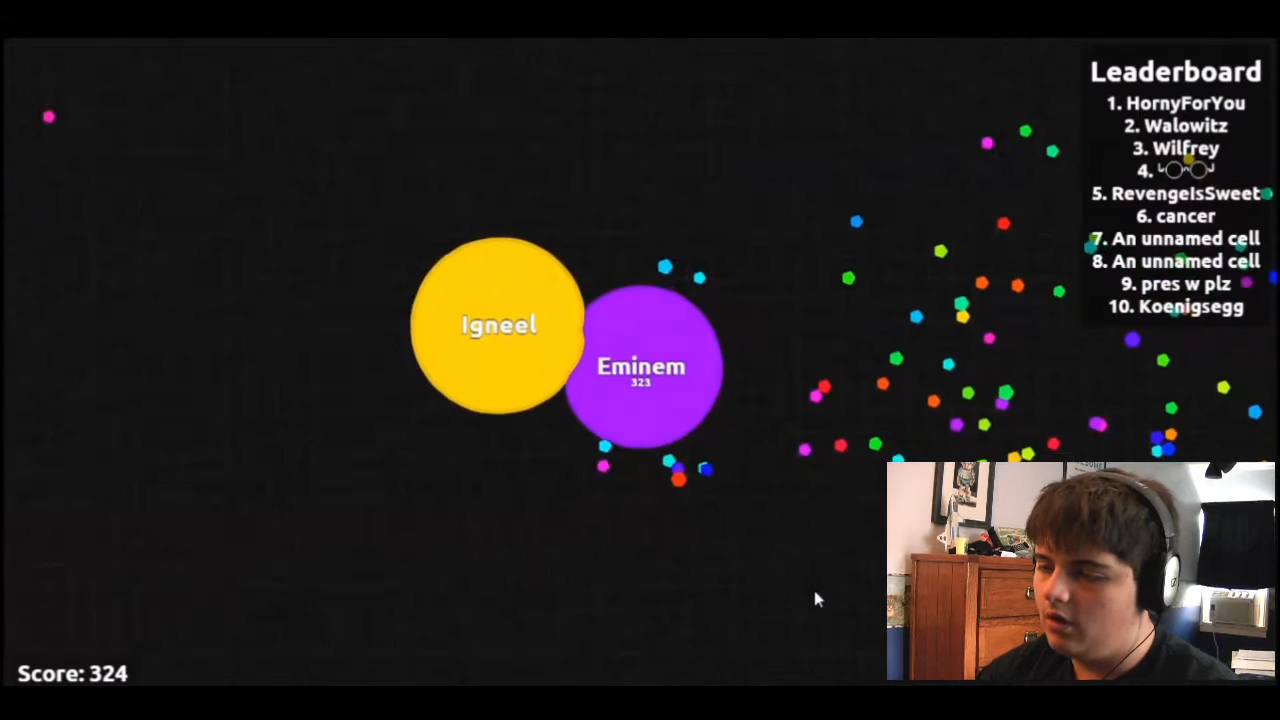 Leaderboard
1. HornyForYou
2. Walowitz
3. Wilfrey
4.
5. RevengeIsSweet
6. cancer
7. An unnamed cell
8. An unnamed cell
9. pres w plz
10. Koenigsegg
Igneel
Eminem
323
Score: 324